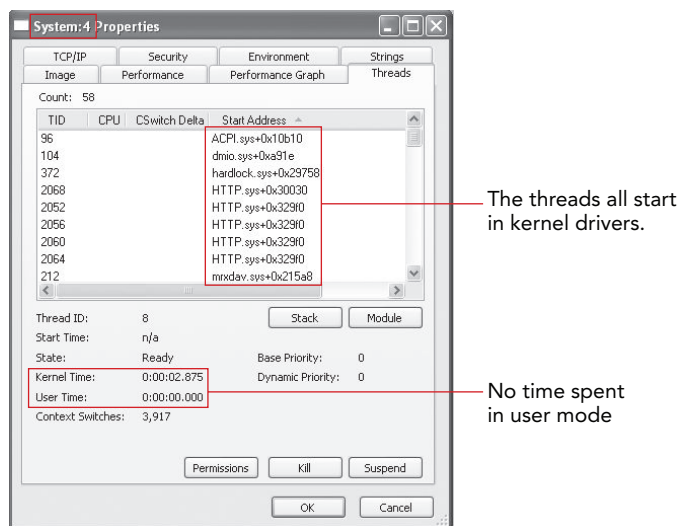 System:4 Properties
TCP/IP Security Environment Strings
Image Performance Performance Graph Threads
Count: 58
TID CPU CSwitch Delta Start Address
96 ACPI.sys+0x10b10
104 dmio.sys+0xa91e
372 hardlock.sys+0x29758
2068 HTTP.sys+0x30030
2052 HTTP.sys+0x329f0
2056 HTTP.sys+0x329f0
2060 HTTP.sys+0x329f0
2064 HTTP.sys+0x329f0
212 mrxdav.sys+0x215a8
The threads all start
in kernel drivers.
Thread ID: 8 Stack Module
Start Time: n/a
State: Ready Base Priority: 0
Kernel Time: 0:00:02.875 Dynamic Priority: 0
User Time: 0:00:00.000
Context Switches: 3,917
No time spent
in user mode
Permissions Kill Suspend
OK Cancel